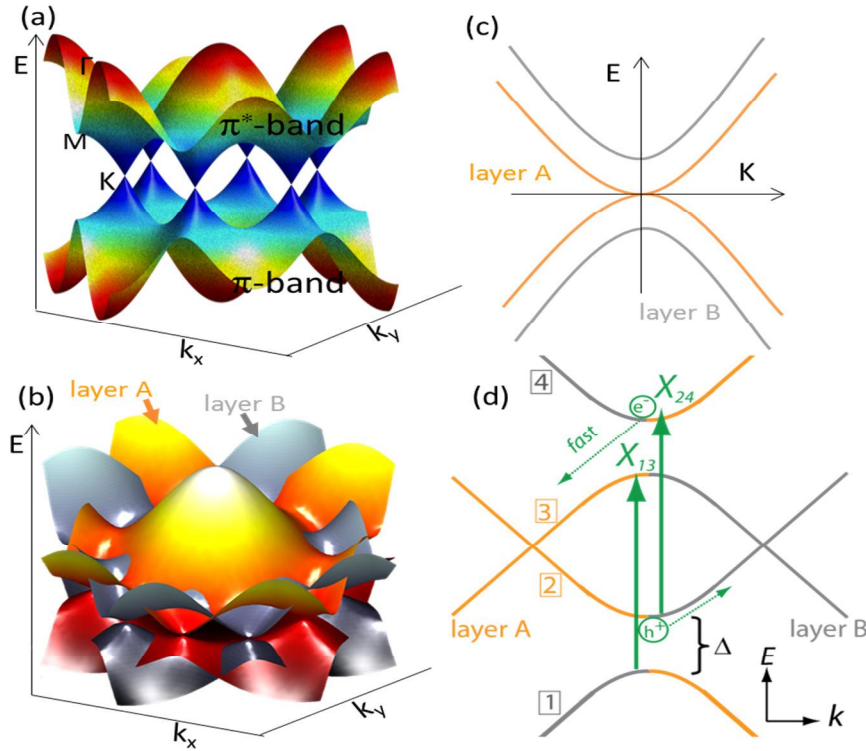 (a)
E
Γ
π*-band
M
K
π-band
kx
ky
(c)
E
layer A
K
layer B
(b)
layer A
layer B
E
kx
ky
(d)
4
e-
X24
fast
X13
3
2
layer A
h+
layer B
Δ
1
E
k